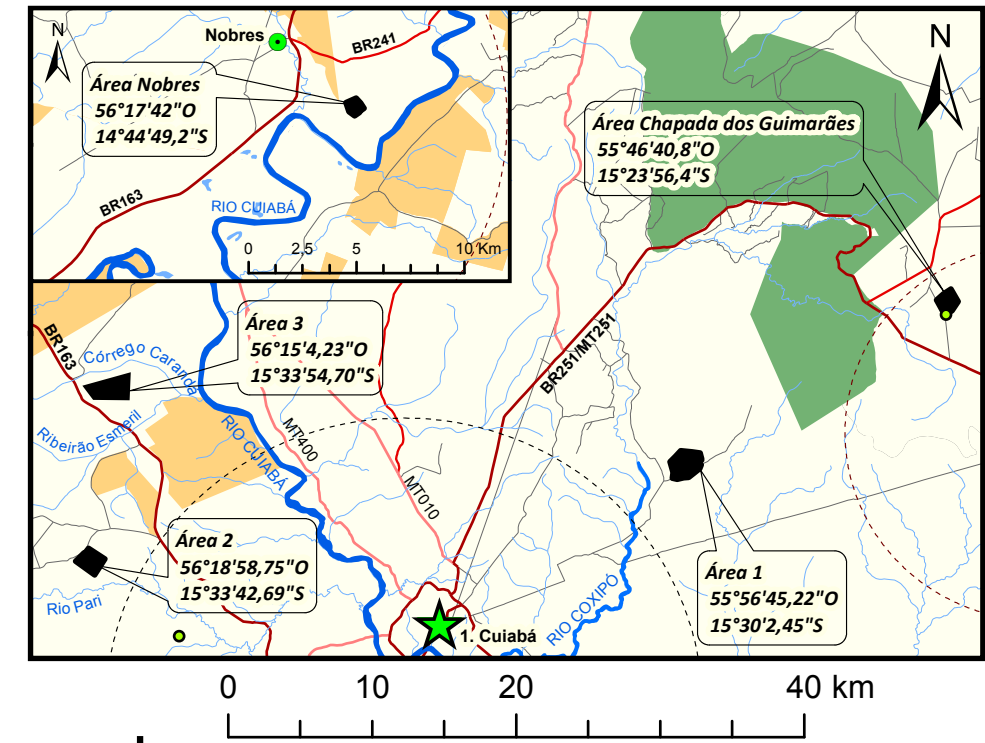 N
Nobres
BR241
Área Nobres
56°17'42"O
14°44'49,2"S
BR163
RIO CUIABÁ
0 2,5 5 10 Km
N
Área Chapada dos Guimarães
55°46'40,8"O
15°23'56,4"S
BR251/MT251
BR163
Córrego Carandá
Ribeirão Esmeril
Área 3
56°15'4,23"O
15°33'54,70"S
RIO CUIABÁ
MT400
MT010
Área 2
56°18'58,75"O
15°33'42,69"S
Rio Pari
1. Cuiabá
RIO COXIPÓ
Área 1
55°56'45,22"O
15°30'2,45"S
0 10 20 40 km